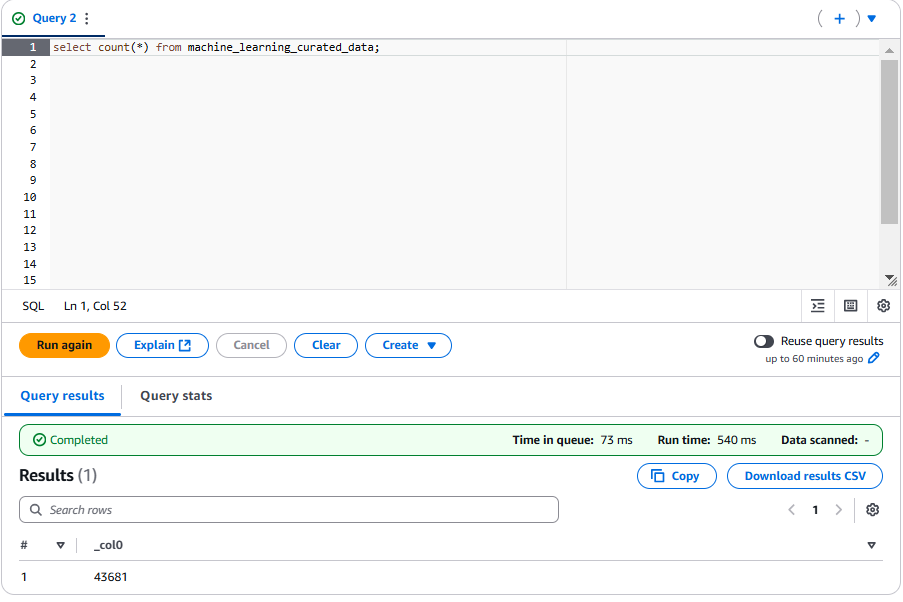 Query 2
1 select count(*) from machine_learning_curated_data;
2
3
4
5
6
7
8
9
10
11
12
13
14
15
SQL Ln 1, Col 52
Run again Explain Cancel Clear Create Reuse query results
up to 60 minutes ago
Query results Query stats
Completed Time in queue: 73 ms Run time: 540 ms Data scanned: -
Results (1) Copy Download results CSV
Search rows 1
# _col0
1 43681